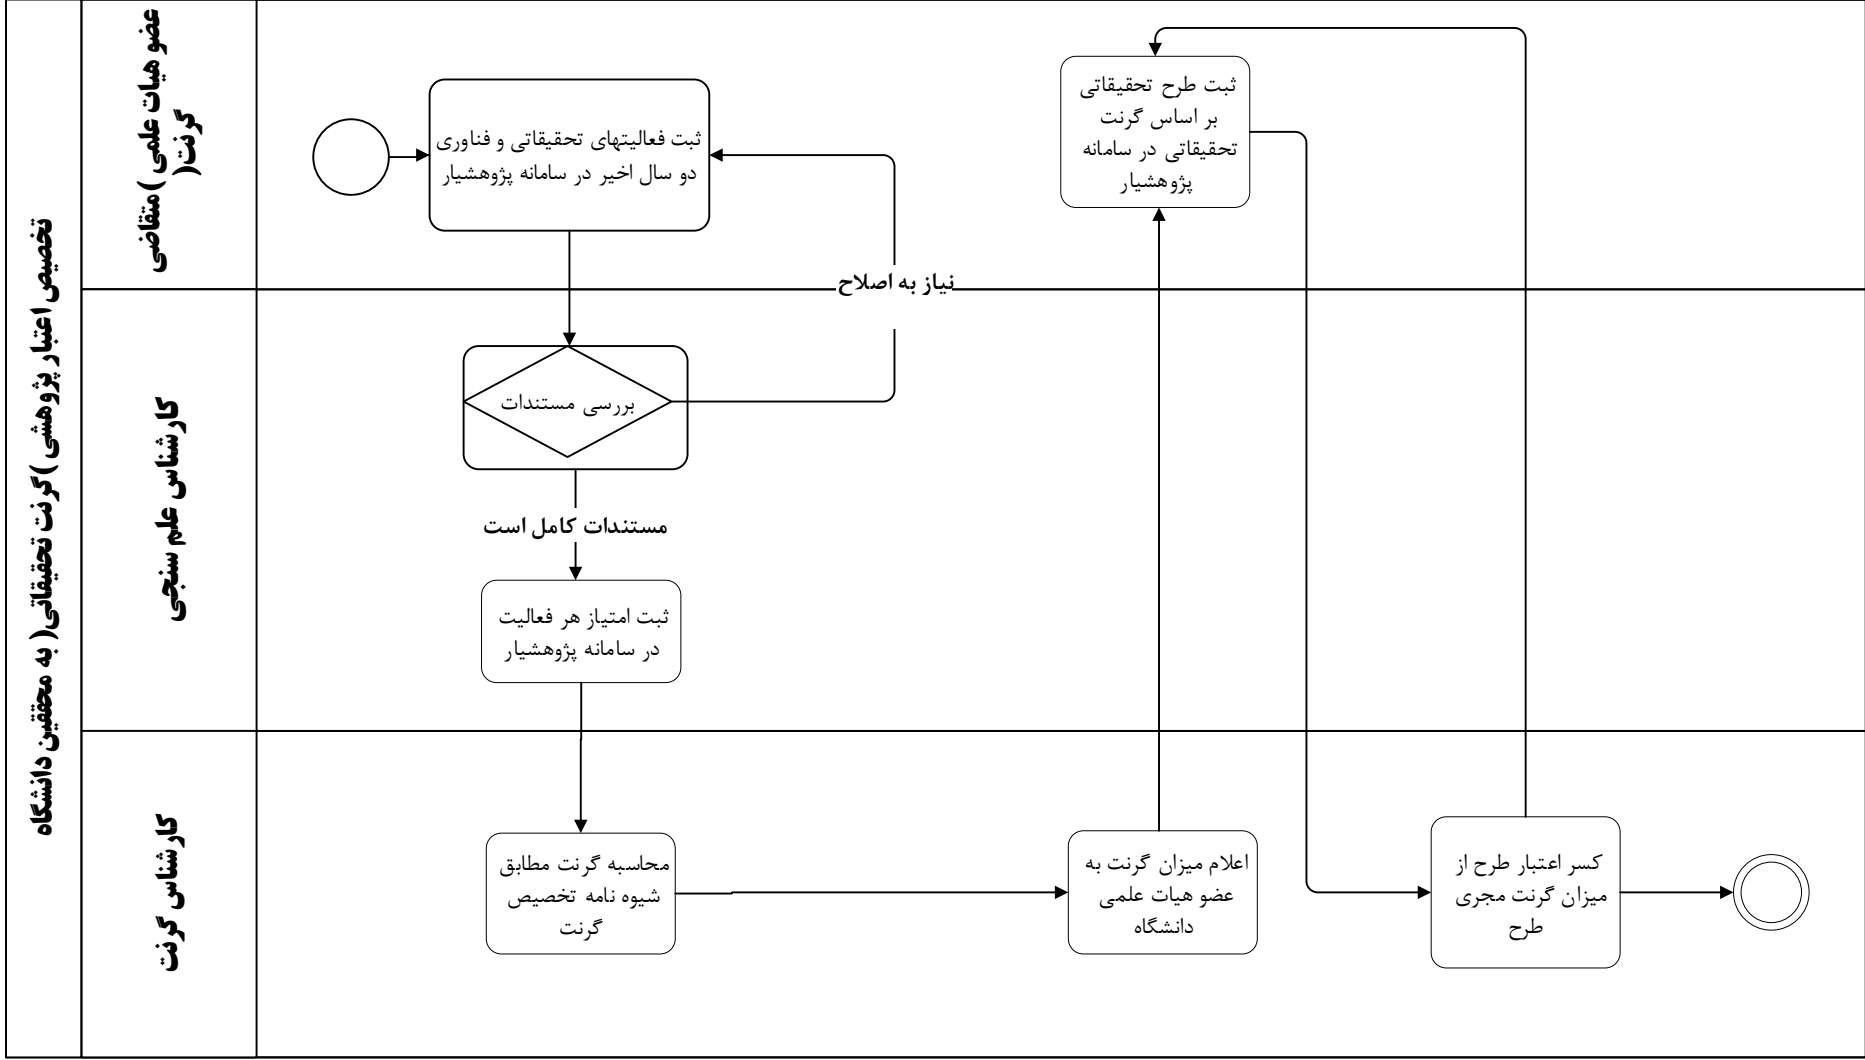 تخصیص اعتبار پژوهشی )گرنت تحقیقاتی( به محققین دانشگاه
عضو هیات علمی )متقاضی
گرنت(
ثبت فعالیتهای تحقیقاتی و فناوری
دو سال اخیر در سامانه پژوهشیار
ثبت طرح تحقیقاتی
بر اساس گرنت
تحقیقاتی در سامانه
پژوهشیار
نیاز به اصلاح
کارشناس علم سنجی
بررسی مستندات
مستندات کامل است
ثبت امتیاز هر فعالیت
در سامانه پژوهشیار
کارشناس گرنت
محاسبه گرنت مطابق
شیوه نامه تخصیص
گرنت
اعلام میزان گرنت به
عضو هیات علمی
دانشگاه
کسر اعتبار طرح از
میزان گرنت مجری
طرح